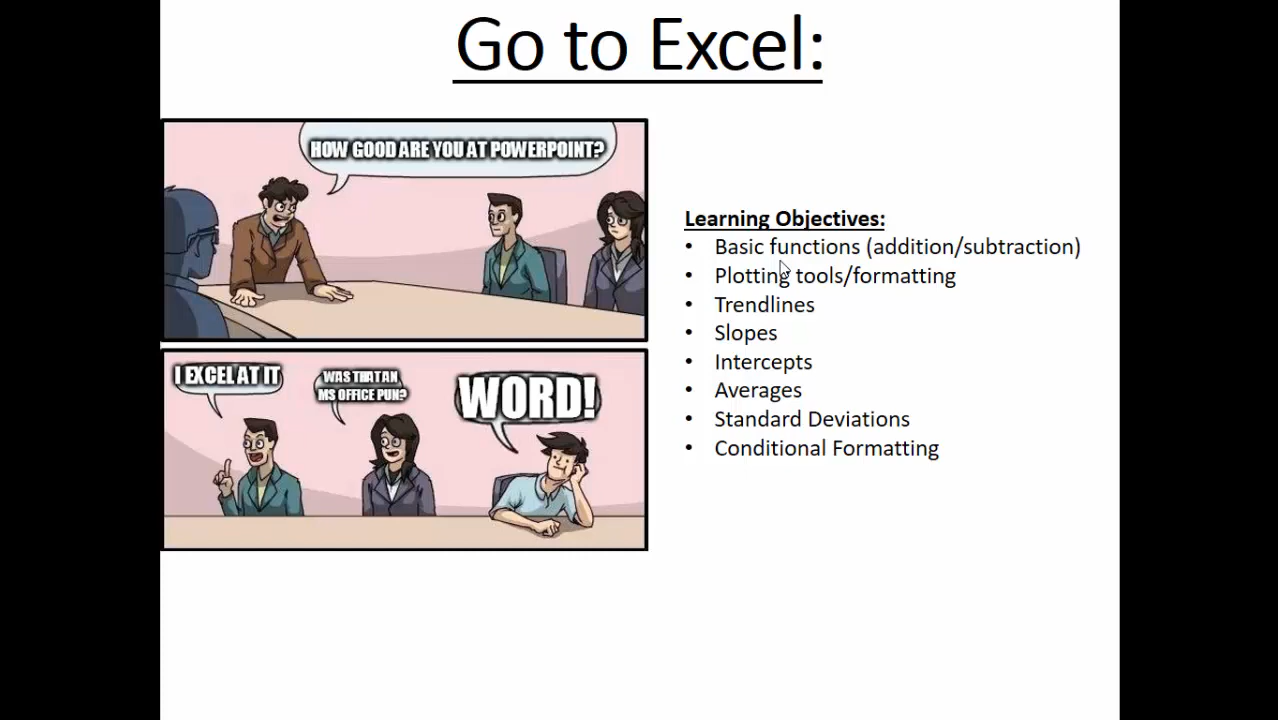 Go to Excel:
HOW GOOD ARE YOU AT POWERPOINT?
I EXCEL AT IT
WAS THAT AN
MS OFFICE PUN?
WORD!
Learning Objectives:
• Basic functions (addition/subtraction)
• Plotting tools/formatting
• Trendlines
• Slopes
• Intercepts
• Averages
• Standard Deviations
• Conditional Formatting